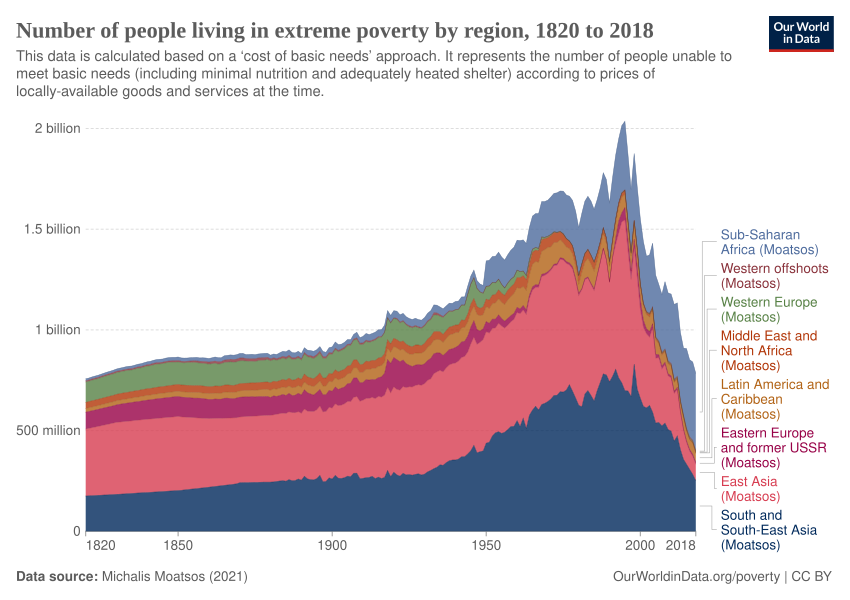 Number of people living in extreme poverty by region, 1820 to 2018
Our World
in Data
This data is calculated based on a ‘cost of basic needs’ approach. It represents the number of people unable to
meet basic needs (including minimal nutrition and adequately heated shelter) according to prices of
locally-available goods and services at the time.
2 billion
1.5 billion
1 billion
500 million
0
1820
1850
1900
1950
2000
2018
Sub-Saharan
Africa (Moatsos)
Western offshoots
(Moatsos)
Western Europe
(Moatsos)
Middle East and
North Africa
(Moatsos)
Latin America and
Caribbean
(Moatsos)
Eastern Europe
and former USSR
(Moatsos)
East Asia
(Moatsos)
South and
South-East Asia
(Moatsos)
Data source: Michalis Moatsos (2021)
OurWorldinData.org/poverty | CC BY